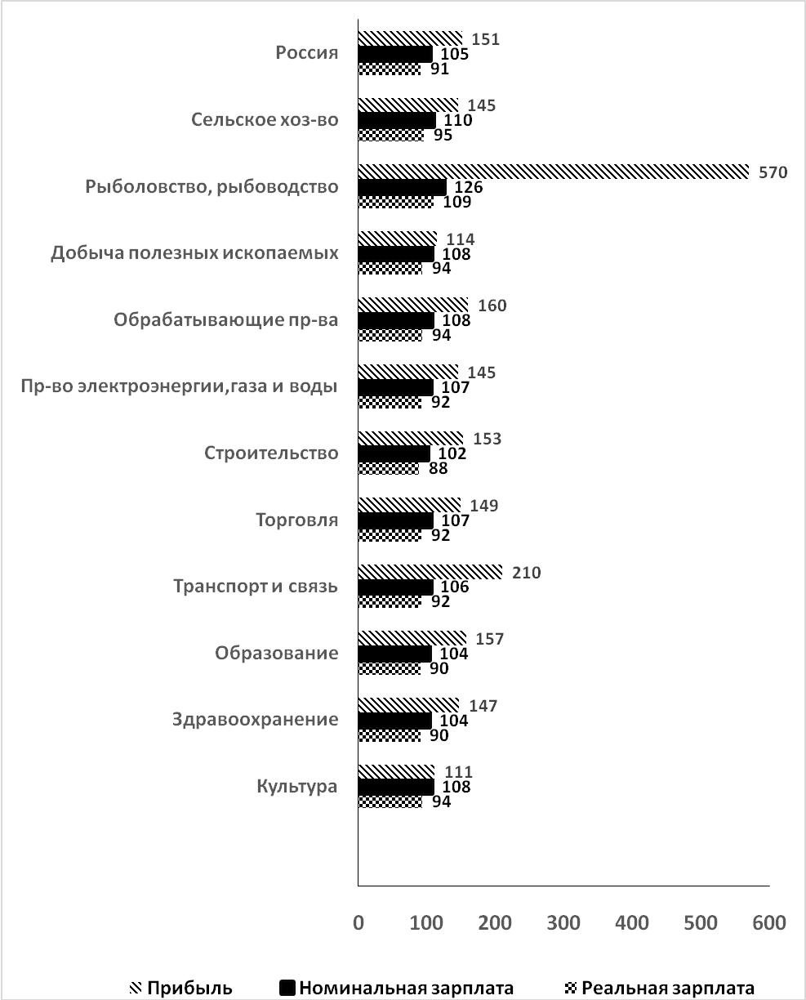 151
Россия 105
91
145
Сельское хоз-во 110
95
570
Рыболовство, рыбоводство 126
109
114
Добыча полезных ископаемых 108
94
160
Обрабатывающие пр-ва 108
94
145
Пр-во электроэнергии,газа и воды 107
92
153
Строительство 102
88
149
Торговля 107
92
210
Транспорт и связь 106
92
157
Образование 104
90
147
Здравоохранение 104
90
111
Культура 108
94
0 100 200 300 400 500 600
Прибыль Номинальная зарплата Реальная зарплата